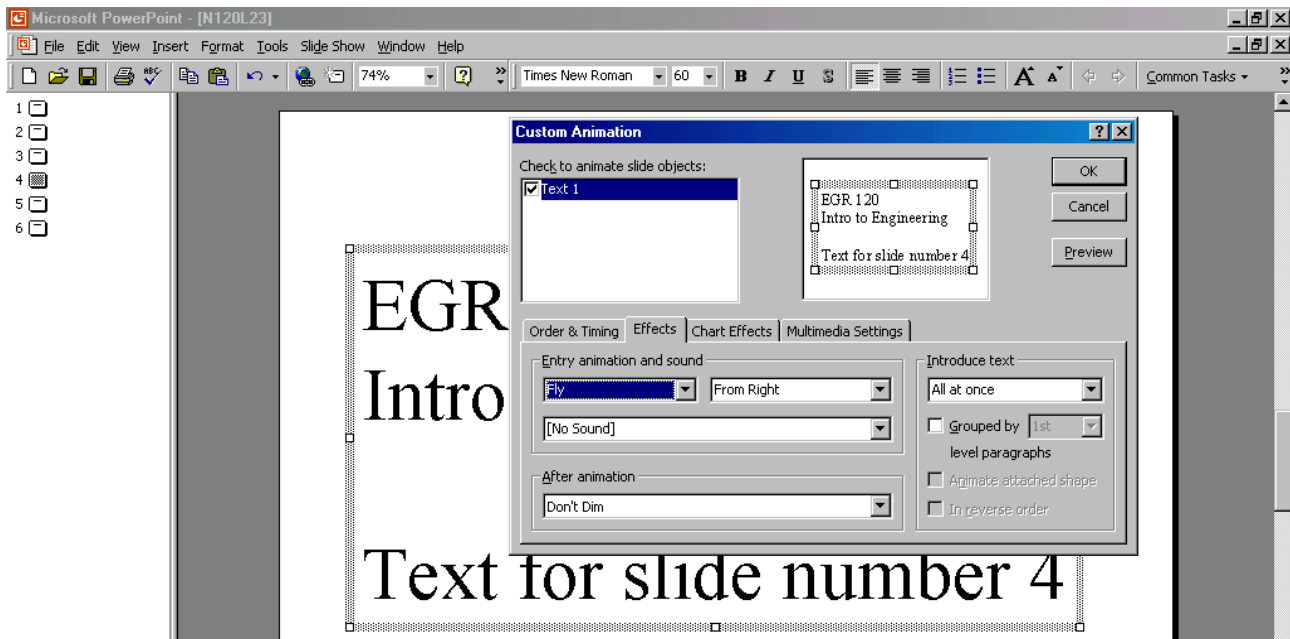 Microsoft PowerPoint - [N120L23]
File Edit View Insert Format Tools Slide Show Window Help
ABC 74% ? » Times New Roman 60 B I U S A A Common Tasks »
1
2
3
4
5
6
Custom Animation
Check to animate slide objects:
Text 1
EGR 120
Intro to Engineering
Text for slide number 4
OK
Cancel
Preview
Order & Timing Effects Chart Effects Multimedia Settings
Entry animation and sound
Fly From Right
[No Sound]
After animation
Don't Dim
Introduce text
All at once
Grouped by 1st
level paragraphs
Animate attached shape
In reverse order
EGR
Intro
Text for slide number 4